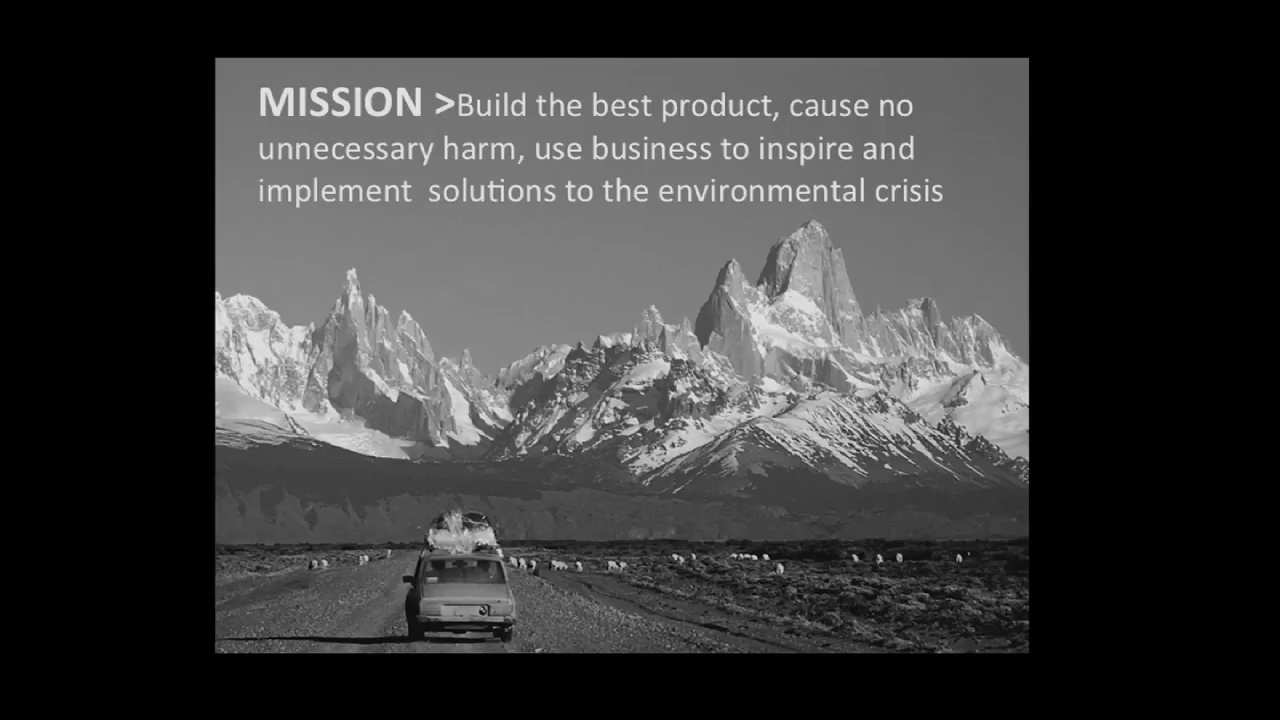 MISSION >Build the best product, cause no
unnecessary harm, use business to inspire and
implement  solutions to the environmental crisis